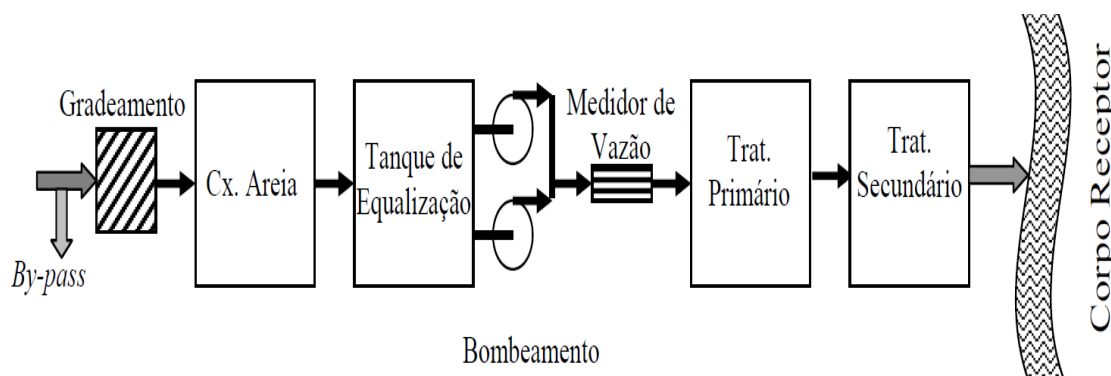 Gradeamento
By-pass
Cx. Areia
Tanque de
Equalização
Bombeamento
Medidor de
Vazão
Trat.
Primário
Trat.
Secundário
Corpo Receptor